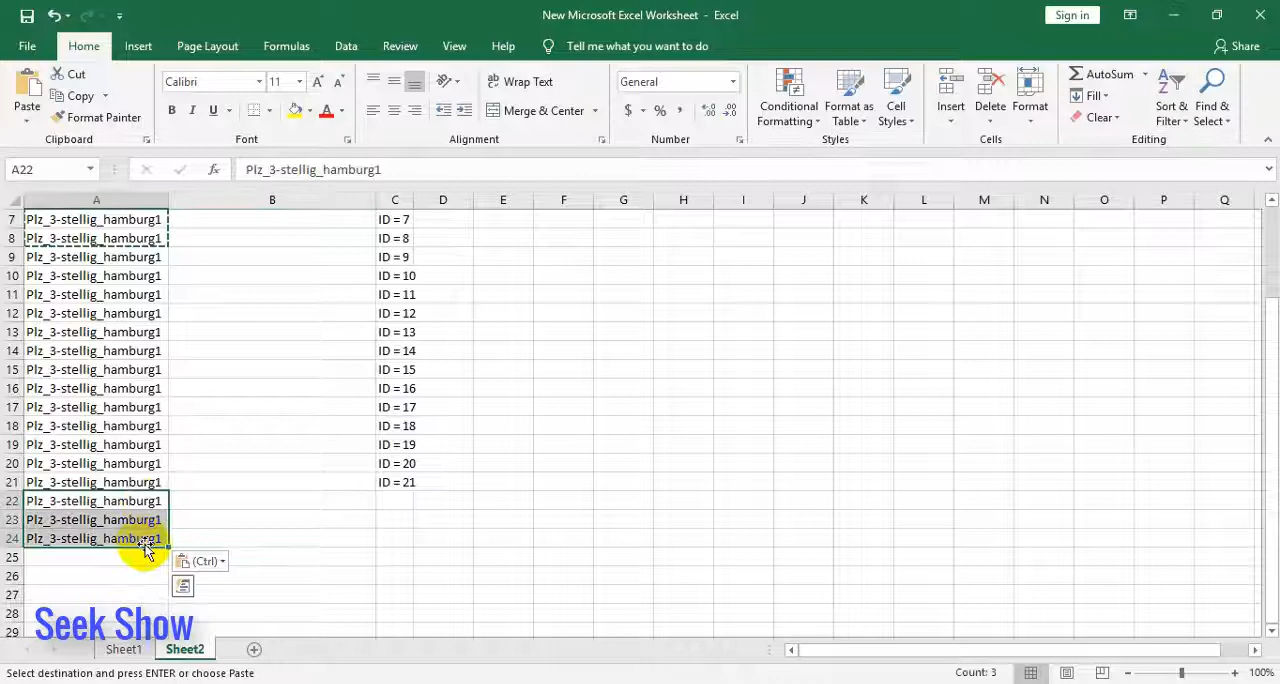 New Microsoft Excel Worksheet - Excel
Sign in
File Home Insert Page Layout Formulas Data Review View Help Tell me what you want to do
Share
Paste
Cut
Copy
Format Painter
Clipboard
Calibri 11
B I U
Font
Wrap Text
Merge & Center
Alignment
General
$ % ,
Number
Conditional Formatting
Format as Table
Cell Styles
Styles
Insert
Delete
Format
Cells
AutoSum
Fill
Clear
Sort & Filter
Find & Select
Editing
A22 fx Plz_3-stellig_hamburg1
A B C D E F G H I J K L M N O P Q
7 Plz_3-stellig_hamburg1 ID = 7
8 Plz_3-stellig_hamburg1 ID = 8
9 Plz_3-stellig_hamburg1 ID = 9
10 Plz_3-stellig_hamburg1 ID = 10
11 Plz_3-stellig_hamburg1 ID = 11
12 Plz_3-stellig_hamburg1 ID = 12
13 Plz_3-stellig_hamburg1 ID = 13
14 Plz_3-stellig_hamburg1 ID = 14
15 Plz_3-stellig_hamburg1 ID = 15
16 Plz_3-stellig_hamburg1 ID = 16
17 Plz_3-stellig_hamburg1 ID = 17
18 Plz_3-stellig_hamburg1 ID = 18
19 Plz_3-stellig_hamburg1 ID = 19
20 Plz_3-stellig_hamburg1 ID = 20
21 Plz_3-stellig_hamburg1 ID = 21
22 Plz_3-stellig_hamburg1
23 Plz_3-stellig_hamburg1
24 Plz_3-stellig_hamburg1
25 (Ctrl)
26
27
28
29
Seek Show
Sheet1 Sheet2
Select destination and press ENTER or choose Paste Count: 3 100%